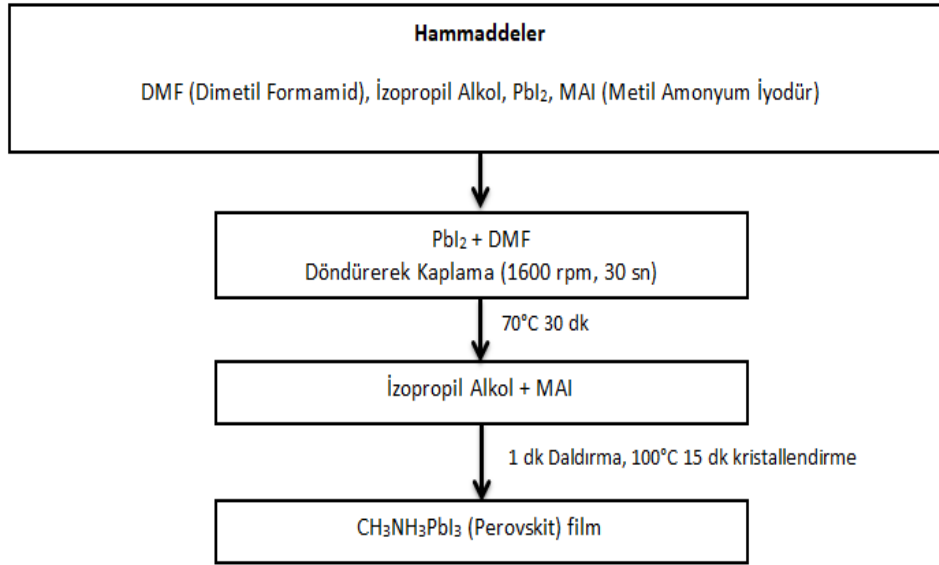 Hammaddeler
DMF (Dimetil Formamid), İzopropil Alkol, PbI₂, MAI (Metil Amonyum İyodür)
PbI₂ + DMF
Döndürerek Kaplama (1600 rpm, 30 sn)
70°C 30 dk
İzopropil Alkol + MAI
1 dk Daldırma, 100°C 15 dk kristallendirme
CH₃NH₃PbI₃ (Perovskit) film